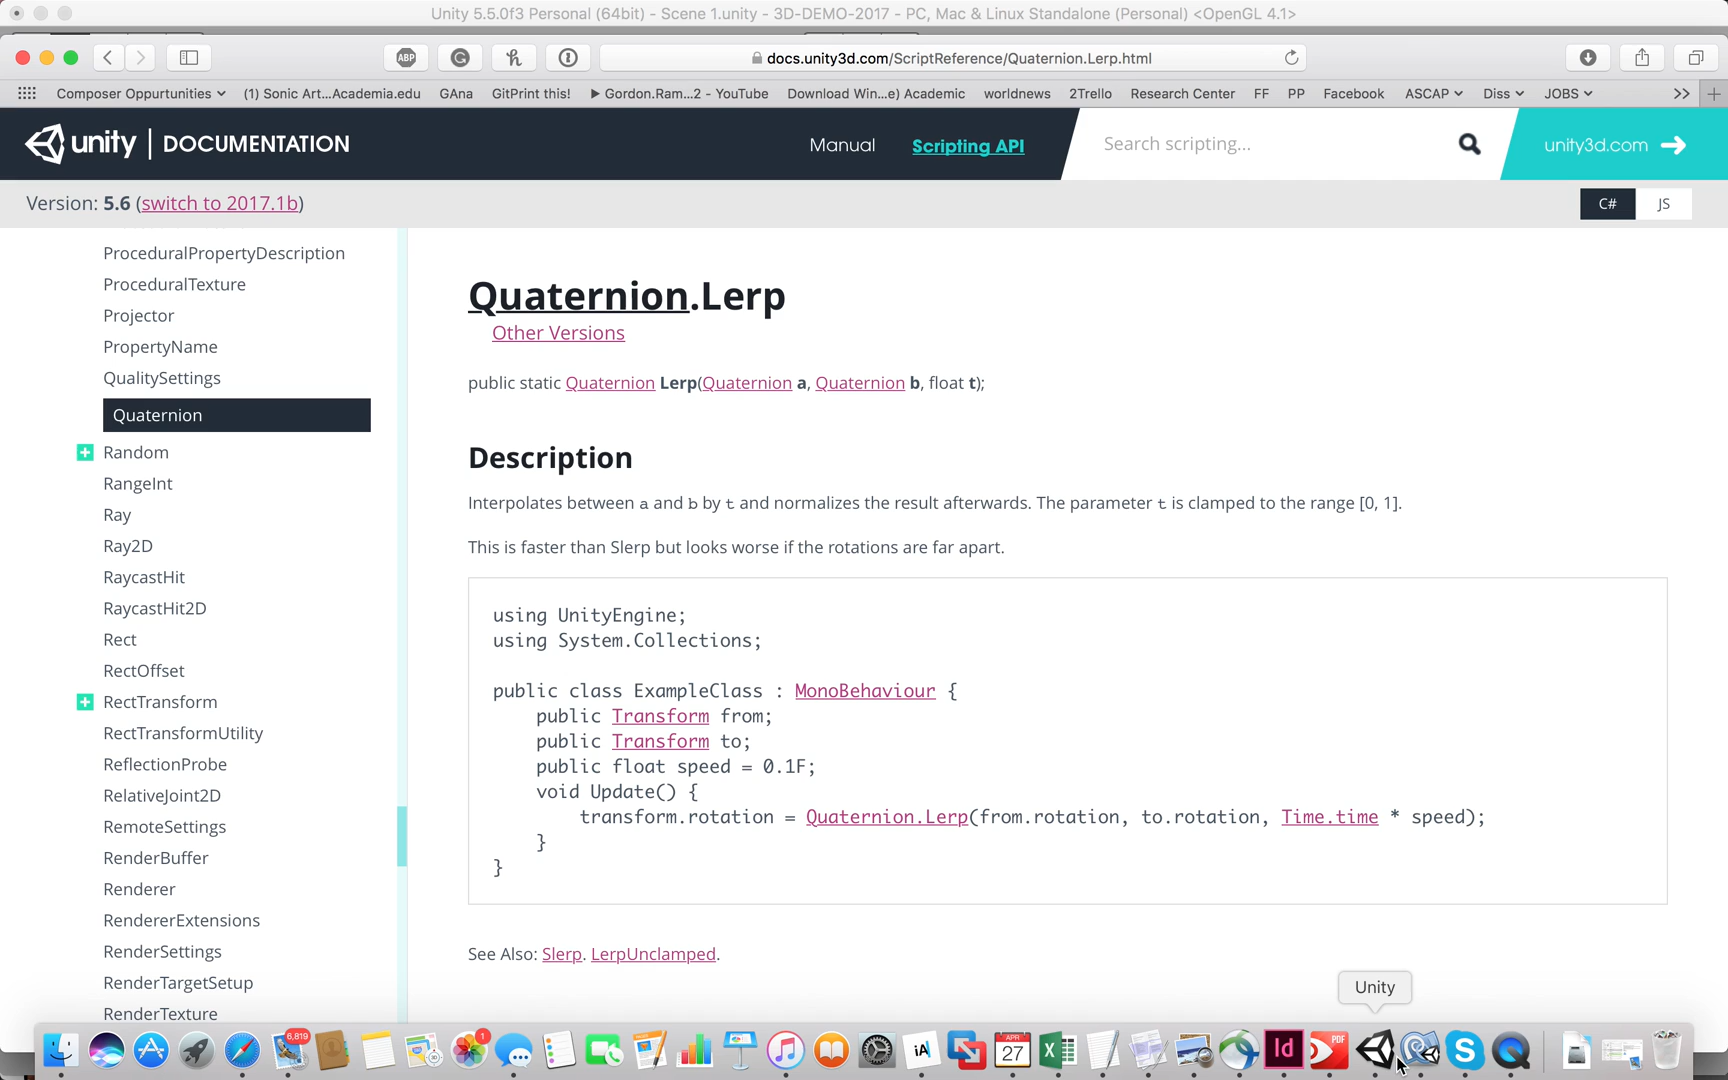 Unity 5.5.0f3 Personal (64bit) - Scene 1.unity - 3D-DEMO-2017 - PC, Mac & Linux Standalone (Personal) <OpenGL 4.1>
ABP docs.unity3d.com/ScriptReference/Quaternion.Lerp.html
Composer Oppurtunities (1) Sonic Art...Academia.edu GAna GitPrint this! ▶ Gordon.Ram...2 - YouTube Download Win...e) Academic worldnews 2Trello Research Center FF PP Facebook ASCAP Diss JOBS >>
unity | DOCUMENTATION Manual Scripting API Search scripting... unity3d.com
Version: 5.6 (switch to 2017.1b) C# JS
ProceduralPropertyDescription
ProceduralTexture
Projector
PropertyName
QualitySettings
Quaternion
Random
RangeInt
Ray
Ray2D
RaycastHit
RaycastHit2D
Rect
RectOffset
RectTransform
RectTransformUtility
ReflectionProbe
RelativeJoint2D
RemoteSettings
RenderBuffer
Renderer
RendererExtensions
RenderSettings
RenderTargetSetup
RenderTexture
Quaternion.Lerp
Other Versions
public static Quaternion Lerp(Quaternion a, Quaternion b, float t);
Description
Interpolates between a and b by t and normalizes the result afterwards. The parameter t is clamped to the range [0, 1].
This is faster than Slerp but looks worse if the rotations are far apart.
using UnityEngine;
using System.Collections;
public class ExampleClass : MonoBehaviour {
public Transform from;
public Transform to;
public float speed = 0.1F;
void Update() {
transform.rotation = Quaternion.Lerp(from.rotation, to.rotation, Time.time * speed);
}
}
See Also: Slerp. LerpUnclamped.
Unity
6,819
1
APR
27
iA
Id
PDF